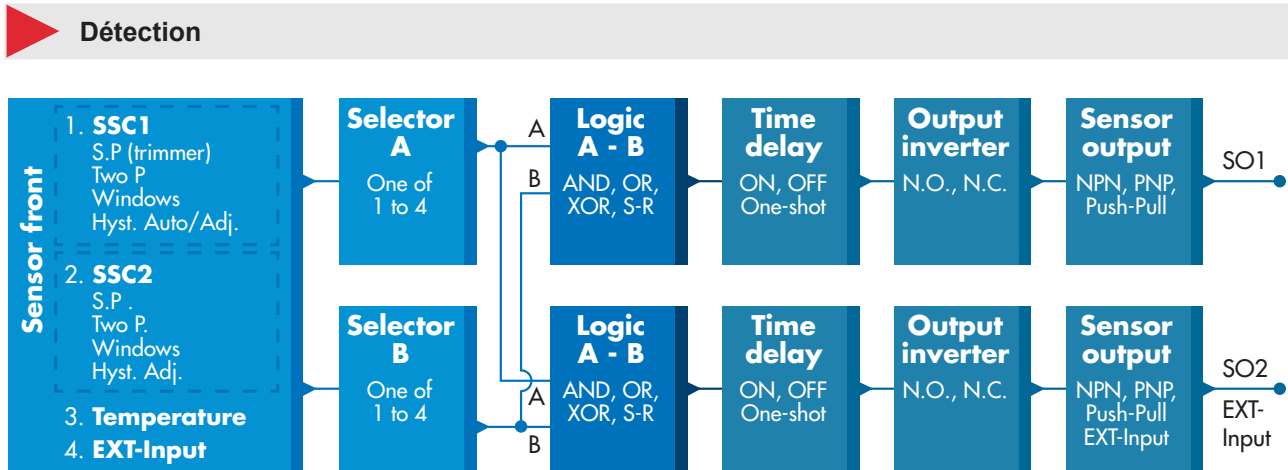 Détection
Sensor front
1. SSC1
S.P (trimmer)
Two P
Windows
Hyst. Auto/Adj.
2. SSC2
S.P .
Two P.
Windows
Hyst. Adj.
3. Temperature
4. EXT-Input
Selector
A
One of
1 to 4
A
B
Logic
A - B
AND, OR,
XOR, S-R
Time
delay
ON, OFF
One-shot
Output
inverter
N.O., N.C.
Sensor
output
NPN, PNP,
Push-Pull
SO1
Selector
B
One of
1 to 4
A
B
Logic
A - B
AND, OR,
XOR, S-R
Time
delay
ON, OFF
One-shot
Output
inverter
N.O., N.C.
Sensor
output
NPN, PNP,
Push-Pull
EXT-Input
SO2
EXT-
Input